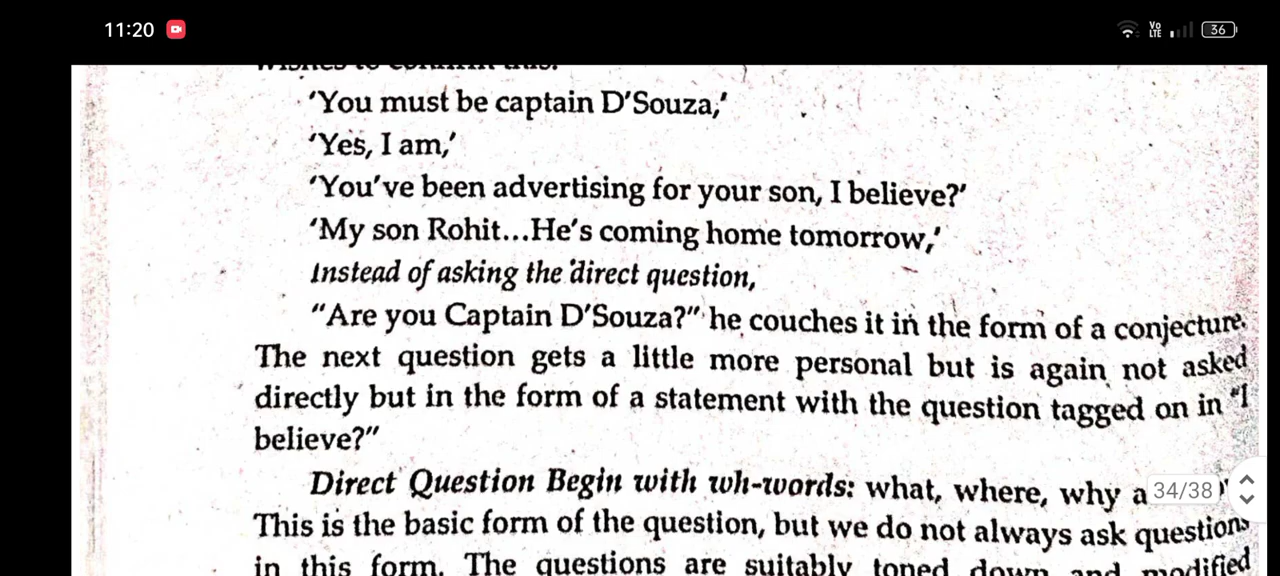 11:20
Vo
LTE
36
'You must be captain D'Souza,'
'Yes, I am,'
'You've been advertising for your son, I believe?'
'My son Rohit...He's coming home tomorrow,'
Instead of asking the direct question,
"Are you Captain D'Souza?" he couches it in the form of a conjecture.
The next question gets a little more personal but is again not asked
directly but in the form of a statement with the question tagged on in "I
believe?"
Direct Question Begin with wh-words: what, where, why a
34/38
This is the basic form of the question, but we do not always ask questions
in this form. The questions are suitably toned down and modified